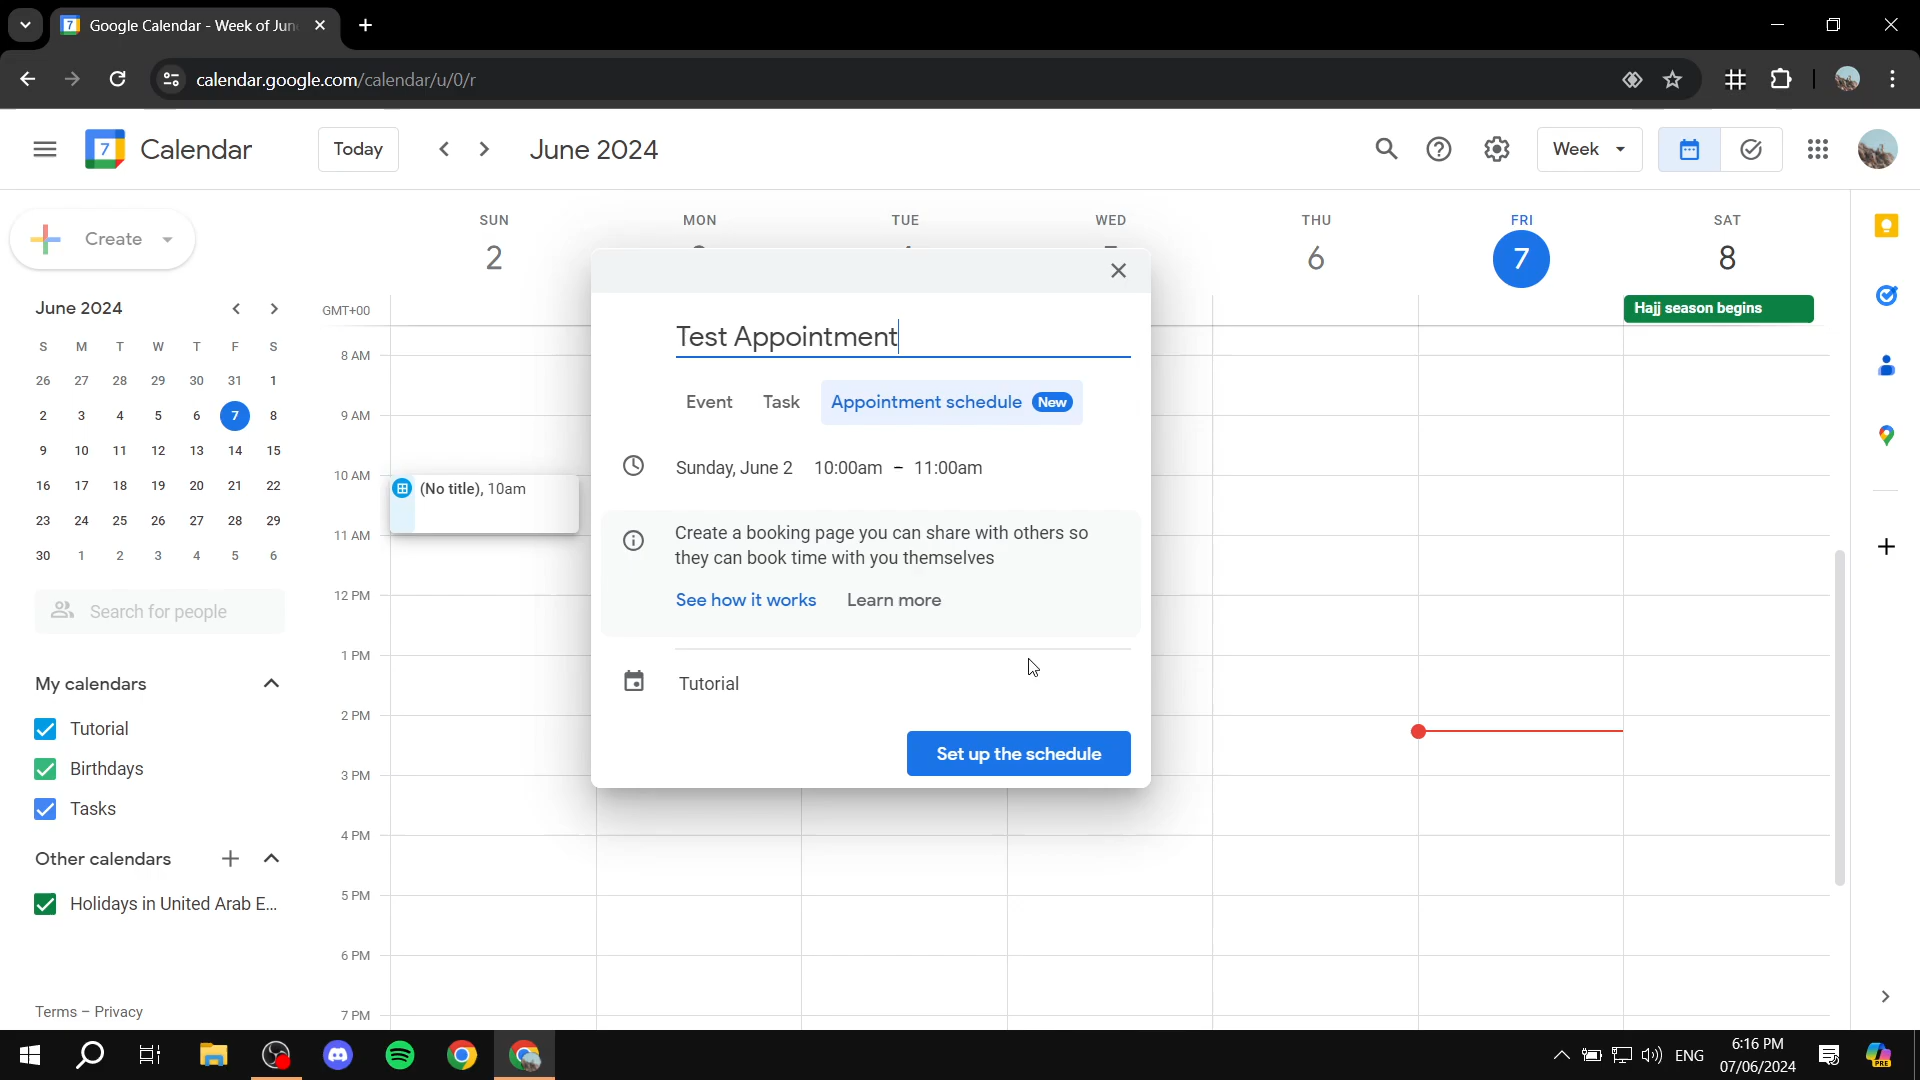 Google Calendar - Week of Jun
calendar.google.com/calendar/u/0/r
7 Calendar
Today
June 2024
Week
Create
SUN
2
MON
TUE
WED
THU
6
FRI
7
SAT
8
June 2024
S M T W T F S
26 27 28 29 30 31 1
2 3 4 5 6 7 8
9 10 11 12 13 14 15
16 17 18 19 20 21 22
23 24 25 26 27 28 29
30 1 2 3 4 5 6
Search for people
My calendars
Tutorial
Birthdays
Tasks
Other calendars
Holidays in United Arab E...
Terms – Privacy
GMT+00
Hajj season begins
8 AM
9 AM
10 AM
11 AM
12 PM
1 PM
2 PM
3 PM
4 PM
5 PM
6 PM
7 PM
(No title), 10am
Test Appointment
Event Task Appointment schedule New
Sunday, June 2 10:00am – 11:00am
Create a booking page you can share with others so
they can book time with you themselves
See how it works Learn more
Tutorial
Set up the schedule
ENG
6:16 PM
07/06/2024
PRE